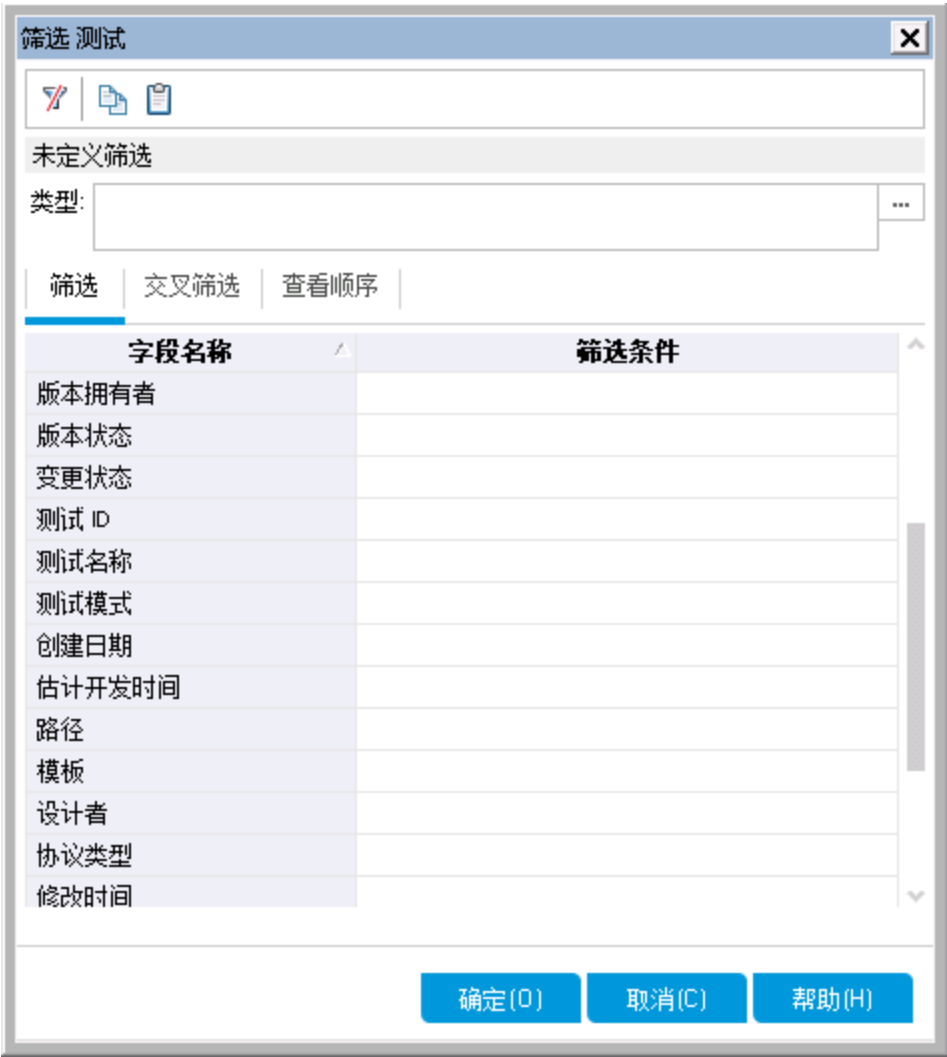 筛选 测试
未定义筛选
类型:
...
筛选 交叉筛选 查看顺序
字段名称 筛选条件
版本拥有者
版本状态
变更状态
测试 ID
测试名称
测试模式
创建日期
估计开发时间
路径
模板
设计者
协议类型
修改时间
确定(O) 取消(C) 帮助(H)